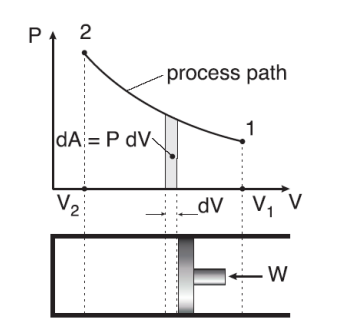 P
2
process path
1
dA = P dV
V₂
dV
V₁
V
W